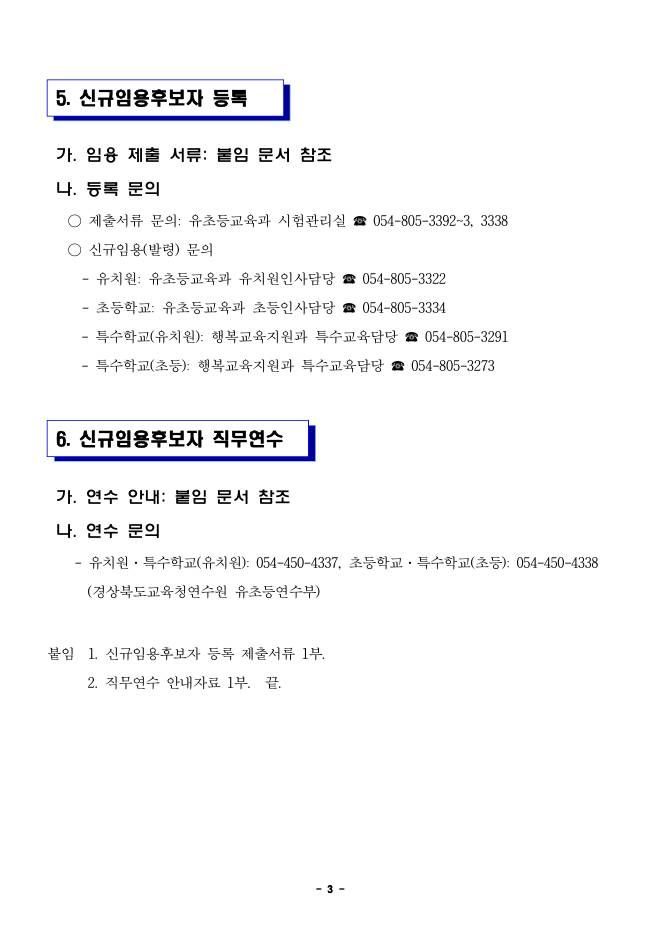 5. 신규임용후보자 등록
가. 임용 제출 서류: 붙임 문서 참조
나. 등록 문의
○ 제출서류 문의: 유초등교육과 시험관리실 ☎ 054-805-3392~3, 3338
○ 신규임용(발령) 문의
- 유치원: 유초등교육과 유치원인사담당 ☎ 054-805-3322
- 초등학교: 유초등교육과 초등인사담당 ☎ 054-805-3334
- 특수학교(유치원): 행복교육지원과 특수교육담당 ☎ 054-805-3291
- 특수학교(초등): 행복교육지원과 특수교육담당 ☎ 054-805-3273
6. 신규임용후보자 직무연수
가. 연수 안내: 붙임 문서 참조
나. 연수 문의
- 유치원·특수학교(유치원): 054-450-4337, 초등학교·특수학교(초등): 054-450-4338
(경상북도교육청연수원 유초등연수부)
붙임 1. 신규임용후보자 등록 제출서류 1부.
2. 직무연수 안내자료 1부. 끝.
- 3 -